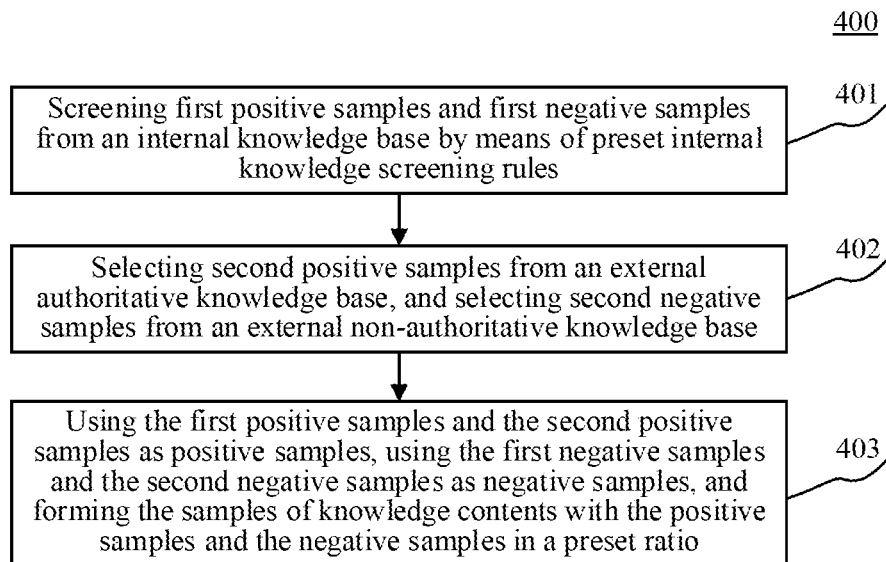 400
Screening first positive samples and first negative samples
from an internal knowledge base by means of preset internal
knowledge screening rules
401
Selecting second positive samples from an external
authoritative knowledge base, and selecting second negative
samples from an external non-authoritative knowledge base
402
Using the first positive samples and the second positive
samples as positive samples, using the first negative samples
and the second negative samples as negative samples, and
forming the samples of knowledge contents with the positive
samples and the negative samples in a preset ratio
403